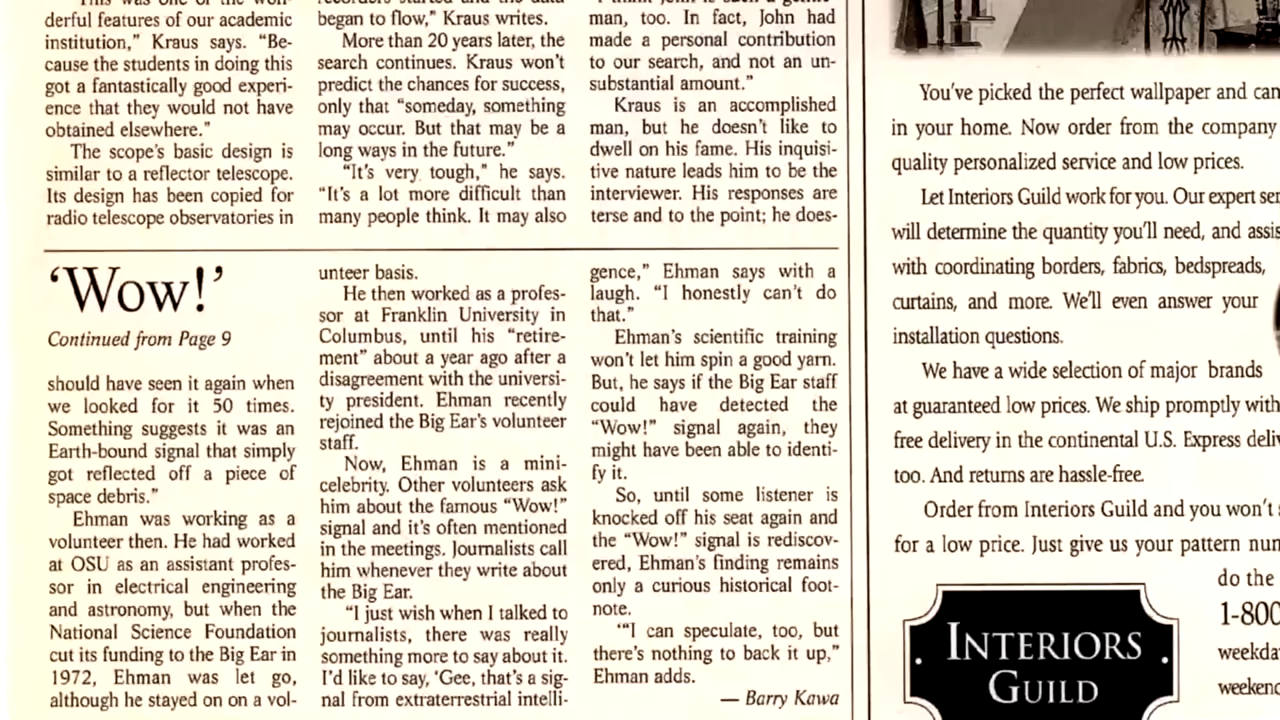 derful features of our academic
institution," Kraus says. "Be-
cause the students in doing this
got a fantastically good experi-
ence that they would not have
obtained elsewhere."
The scope's basic design is
similar to a reflector telescope.
Its design has been copied for
radio telescope observatories in
began to flow," Kraus writes.
More than 20 years later, the
search continues. Kraus won't
predict the chances for success,
only that "someday, something
may occur. But that may be a
long ways in the future."
"It's very tough," he says.
"It's a lot more difficult than
many people think. It may also
man, too. In fact, John had
made a personal contribution
to our search, and not an un-
substantial amount."
Kraus is an accomplished
man, but he doesn't like to
dwell on his fame. His inquisi-
tive nature leads him to be the
interviewer. His responses are
terse and to the point; he does-
'Wow!'
Continued from Page 9
should have seen it again when
we looked for it 50 times.
Something suggests it was an
Earth-bound signal that simply
got reflected off a piece of
space debris."
Ehman was working as a
volunteer then. He had worked
at OSU as an assistant profes-
sor in electrical engineering
and astronomy, but when the
National Science Foundation
cut its funding to the Big Ear in
1972, Ehman was let go,
although he stayed on on a vol-
unteer basis.
He then worked as a profes-
sor at Franklin University in
Columbus, until his "retire-
ment" about a year ago after a
disagreement with the universi-
ty president. Ehman recently
rejoined the Big Ear's volunteer
staff.
Now, Ehman is a mini-
celebrity. Other volunteers ask
him about the famous "Wow!"
signal and it's often mentioned
in the meetings. Journalists call
him whenever they write about
the Big Ear.
"I just wish when I talked to
journalists, there was really
something more to say about it.
I'd like to say, 'Gee, that's a sig-
nal from extraterrestrial intelli-
gence," Ehman says with a
laugh. "I honestly can't do
that."
Ehman's scientific training
won't let him spin a good yarn.
But, he says if the Big Ear staff
could have detected the
"Wow!" signal again, they
might have been able to identi-
fy it.
So, until some listener is
knocked off his seat again and
the "Wow!" signal is rediscov-
ered, Ehman's finding remains
only a curious historical foot-
note.
'"I can speculate, too, but
there's nothing to back it up,"
Ehman adds.
— Barry Kawa
You've picked the perfect wallpaper and can
in your home. Now order from the company
quality personalized service and low prices.
Let Interiors Guild work for you. Our expert ser
will determine the quantity you'll need, and assis
with coordinating borders, fabrics, bedspreads,
curtains, and more. We'll even answer your
installation questions.
We have a wide selection of major brands
at guaranteed low prices. We ship promptly with
free delivery in the continental U.S. Express deliv
too. And returns are hassle-free.
Order from Interiors Guild and you won't
for a low price. Just give us your pattern num
do the
1-800
weekda
weekend
INTERIORS
GUILD